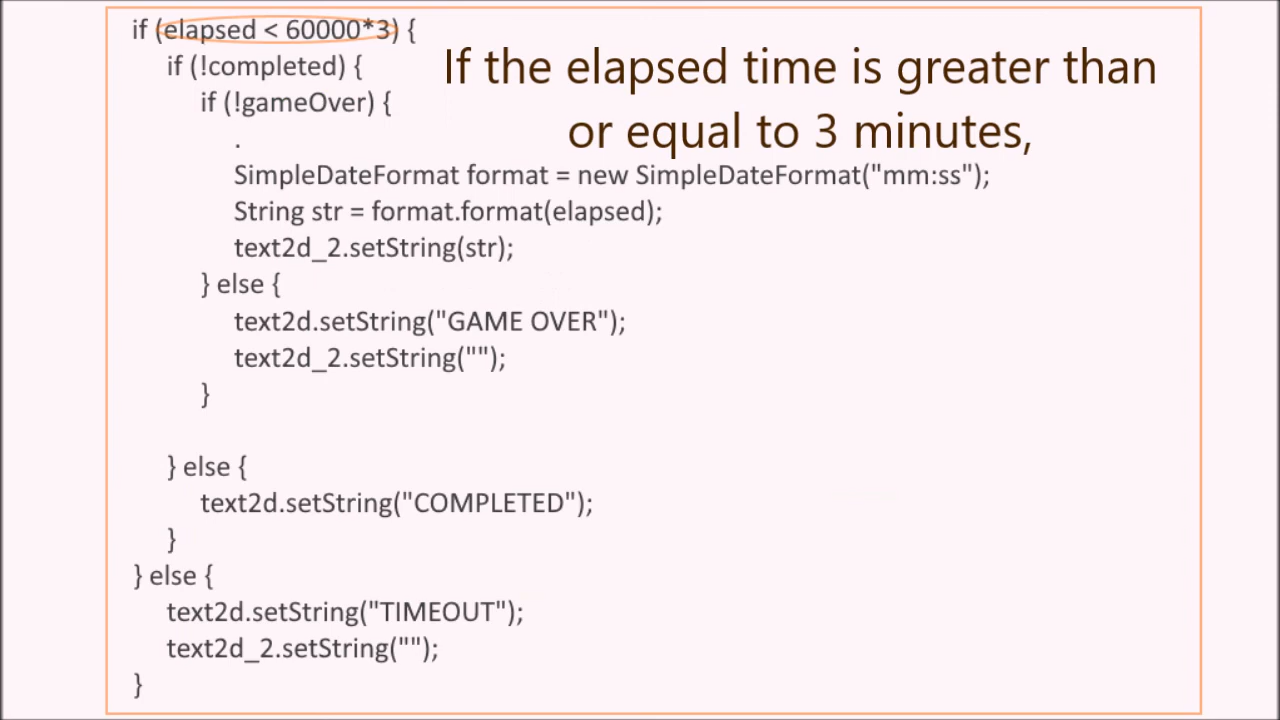 if (elapsed < 60000*3) {
if (!completed) {
if (!gameOver) {
.
SimpleDateFormat format = new SimpleDateFormat("mm:ss");
String str = format.format(elapsed);
text2d_2.setString(str);
} else {
text2d.setString("GAME OVER");
text2d_2.setString("");
}
} else {
text2d.setString("COMPLETED");
}
} else {
text2d.setString("TIMEOUT");
text2d_2.setString("");
}
If the elapsed time is greater than
or equal to 3 minutes,